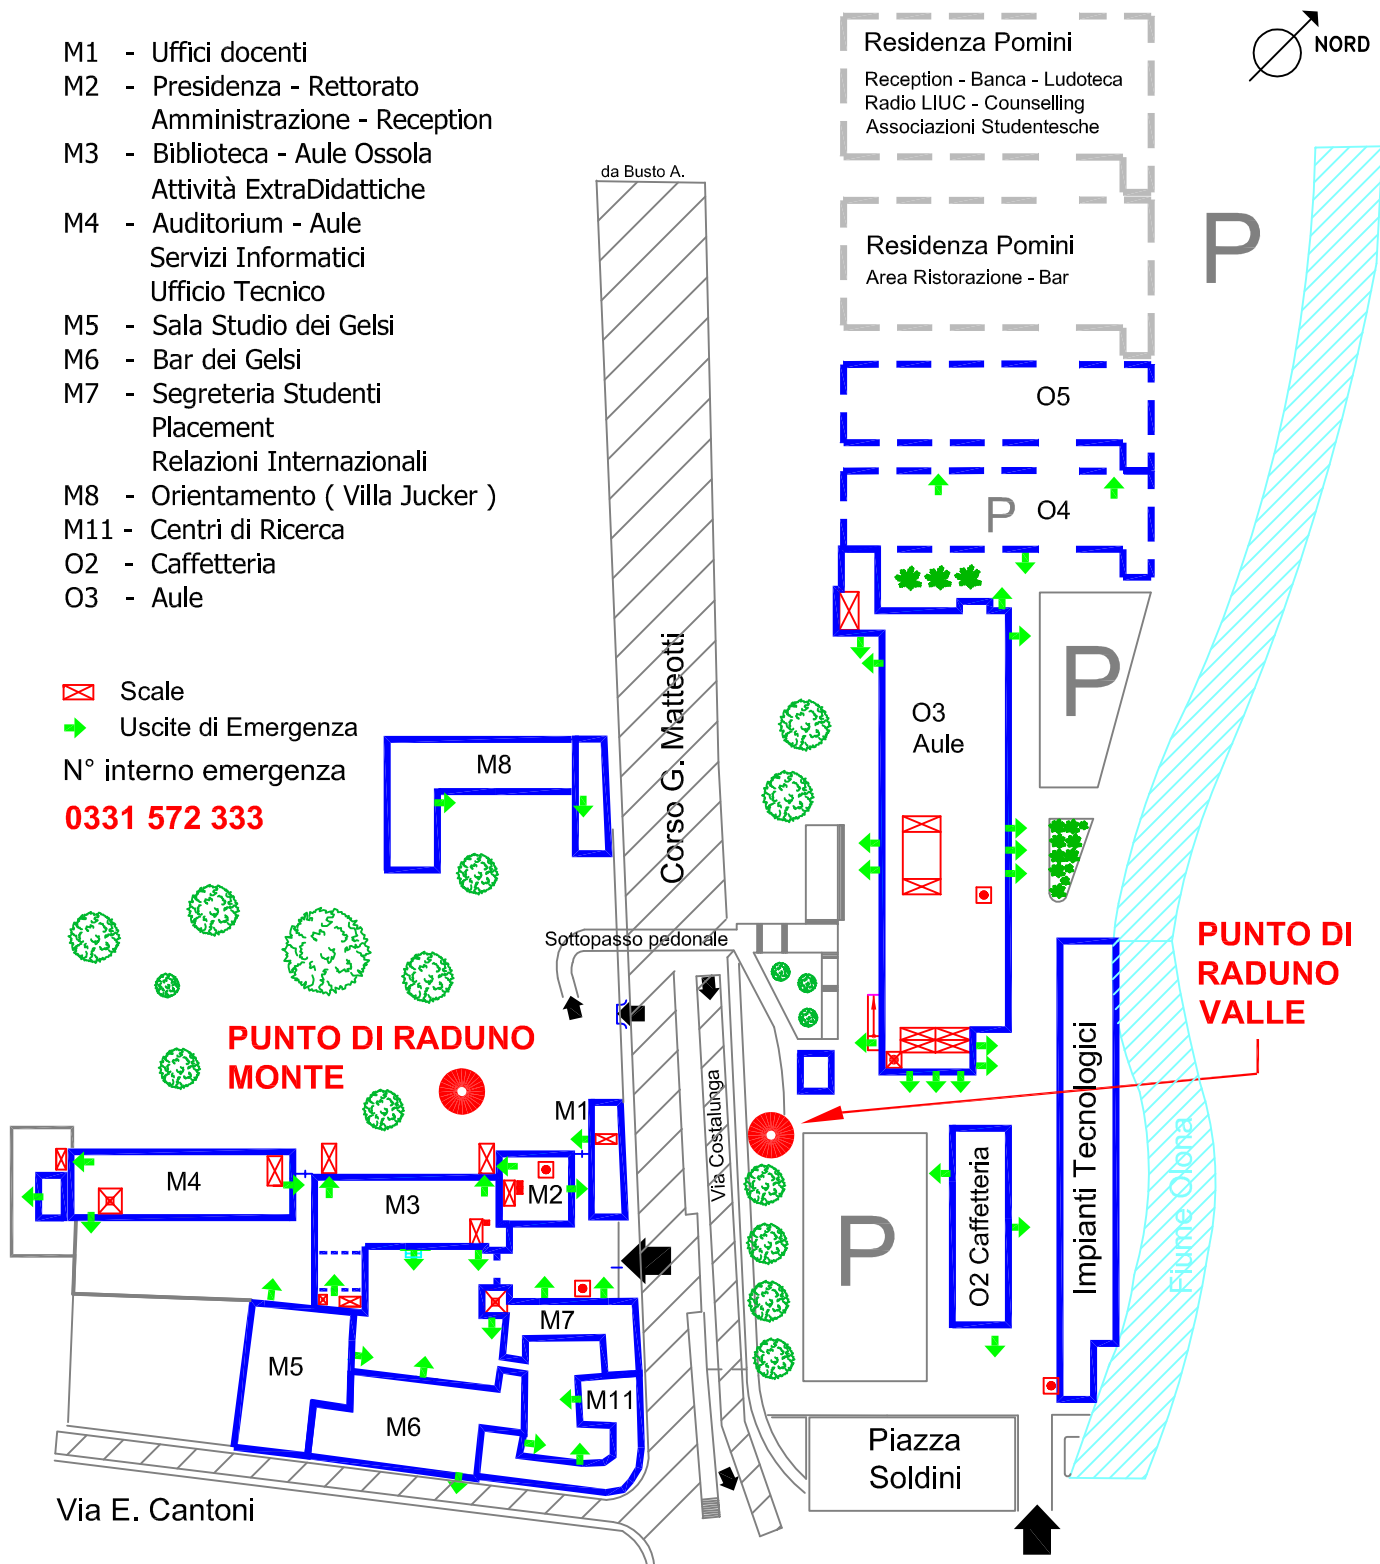 M1 - Uffici docenti
M2 - Presidenza - Rettorato
Amministrazione - Reception
M3 - Biblioteca - Aule Ossola
Attività ExtraDidattiche
M4 - Auditorium - Aule
Servizi Informatici
Ufficio Tecnico
M5 - Sala Studio dei Gelsi
M6 - Bar dei Gelsi
M7 - Segreteria Studenti
Placement
Relazioni Internazionali
M8 - Orientamento ( Villa Jucker )
M11 - Centri di Ricerca
O2 - Caffetteria
O3 - Aule
Scale
Uscite di Emergenza
N° interno emergenza
0331 572 333
da Busto A.
Residenza Pomini
Reception - Banca - Ludoteca
Radio LIUC - Counselling
Associazioni Studentesche
NORD
Residenza Pomini
Area Ristorazione - Bar
P
O5
P O4
Corso G. Matteotti
P
O3
Aule
M8
Sottopasso pedonale
PUNTO DI
RADUNO
VALLE
PUNTO DI RADUNO
MONTE
M1
Via Costalunga
Impianti Tecnologici
Fiume Olona
M4
M3
M2
P
O2 Caffetteria
M7
M5
M11
M6
Piazza
Soldini
Via E. Cantoni